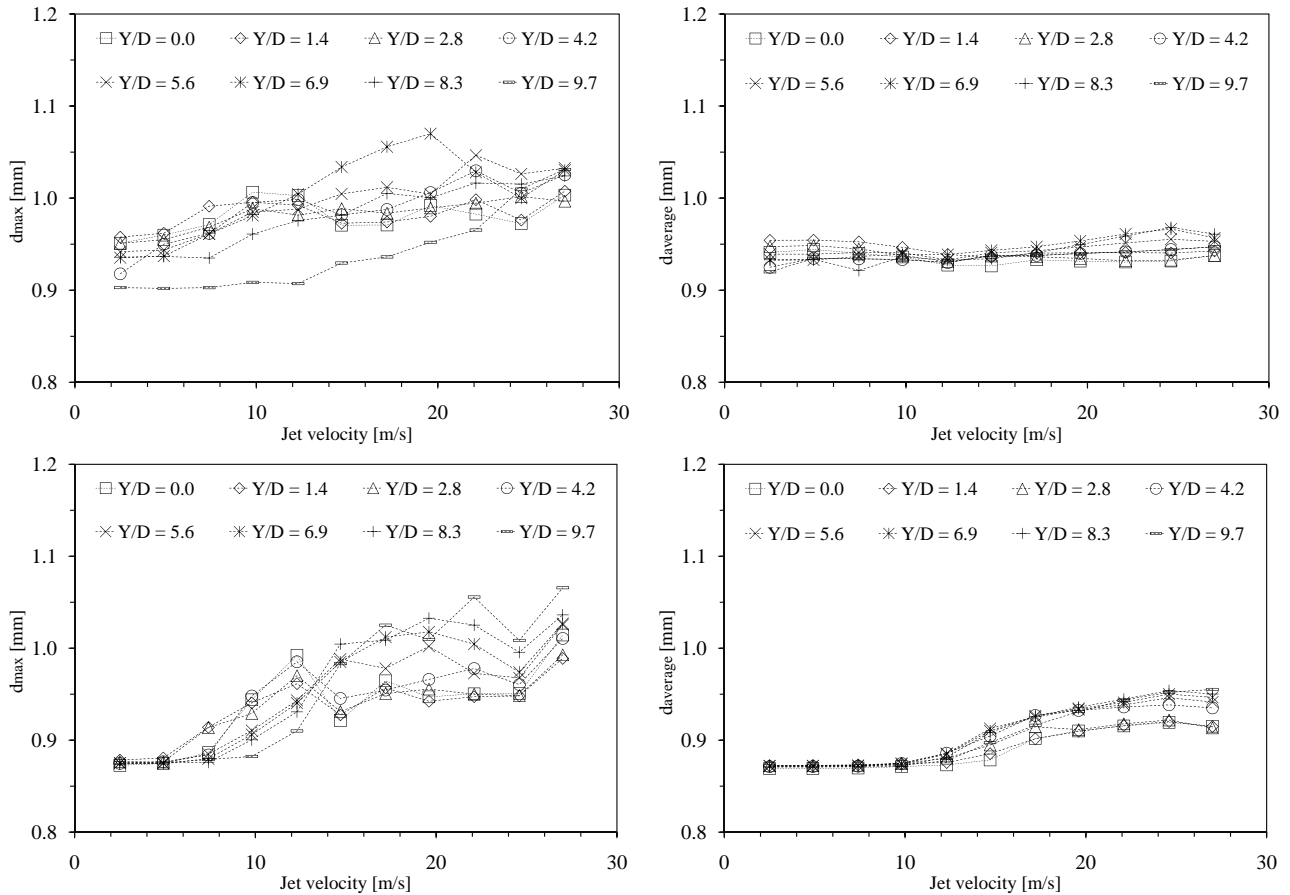 1.2
Y/D = 0.0 Y/D = 1.4 Y/D = 2.8 Y/D = 4.2
Y/D = 5.6 Y/D = 6.9 Y/D = 8.3 Y/D = 9.7
1.1
1.0
0.9
0.8
dmax [mm]
0 10 20 30
Jet velocity [m/s]
1.2
Y/D = 0.0 Y/D = 1.4 Y/D = 2.8 Y/D = 4.2
Y/D = 5.6 Y/D = 6.9 Y/D = 8.3 Y/D = 9.7
1.1
1.0
0.9
0.8
daverage [mm]
0 10 20 30
Jet velocity [m/s]
1.2
Y/D = 0.0 Y/D = 1.4 Y/D = 2.8 Y/D = 4.2
Y/D = 5.6 Y/D = 6.9 Y/D = 8.3 Y/D = 9.7
1.1
1.0
0.9
0.8
dmax [mm]
0 10 20 30
Jet velocity [m/s]
1.2
Y/D = 0.0 Y/D = 1.4 Y/D = 2.8 Y/D = 4.2
Y/D = 5.6 Y/D = 6.9 Y/D = 8.3 Y/D = 9.7
1.1
1.0
0.9
0.8
daverage [mm]
0 10 20 30
Jet velocity [m/s]